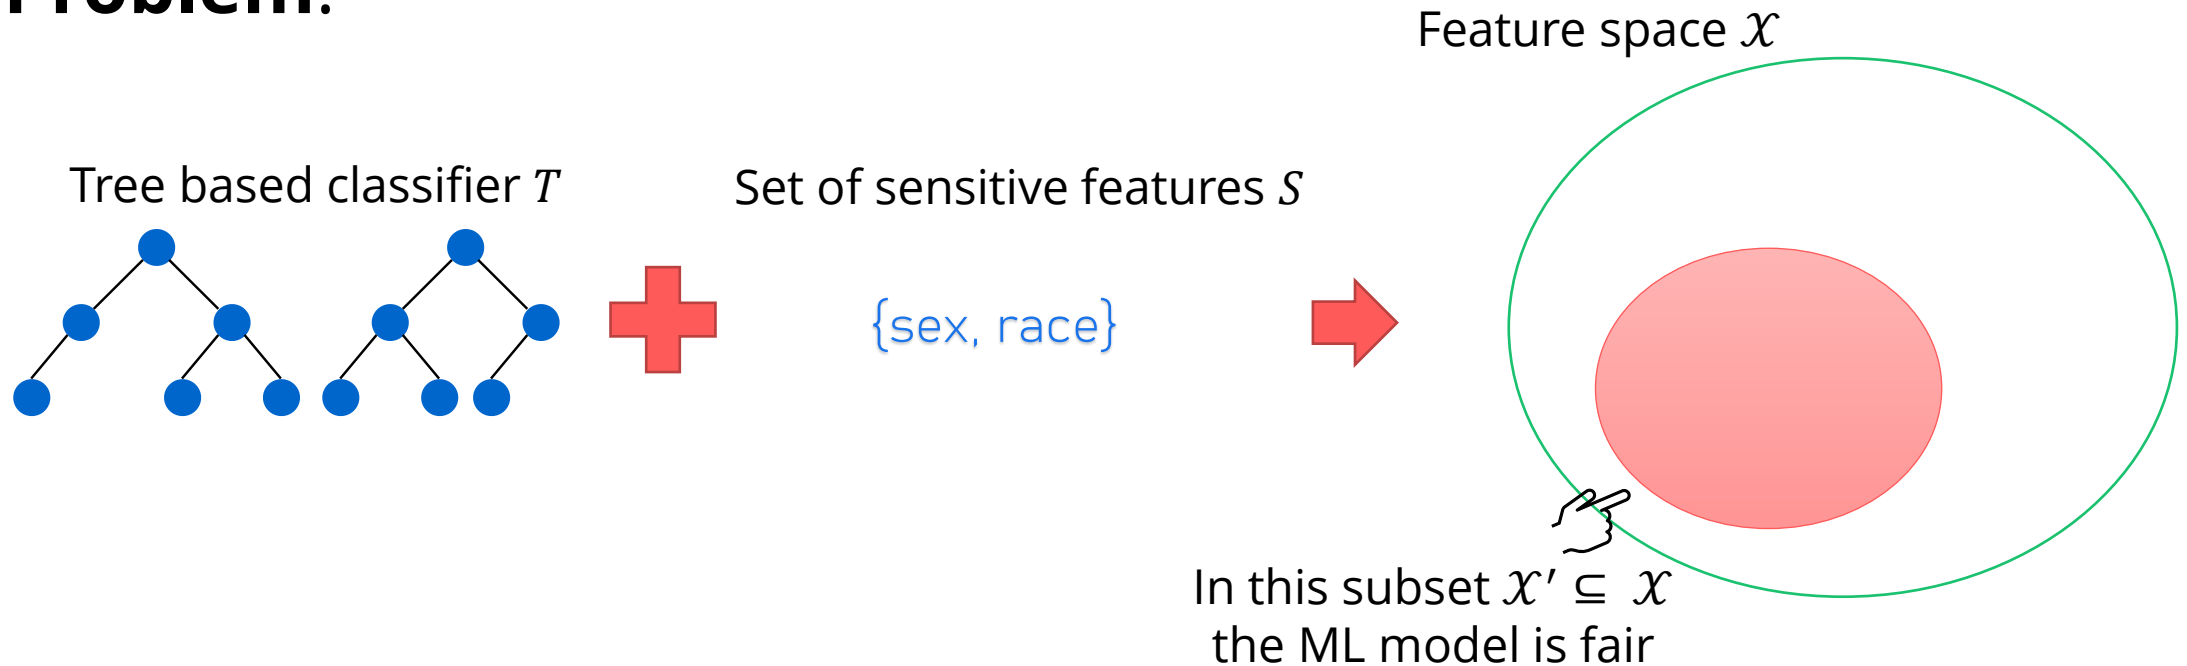 Problem:
Feature space 𝒳
Tree based classifier T
Set of sensitive features S
{sex, race}
In this subset 𝒳′ ⊆ 𝒳
the ML model is fair